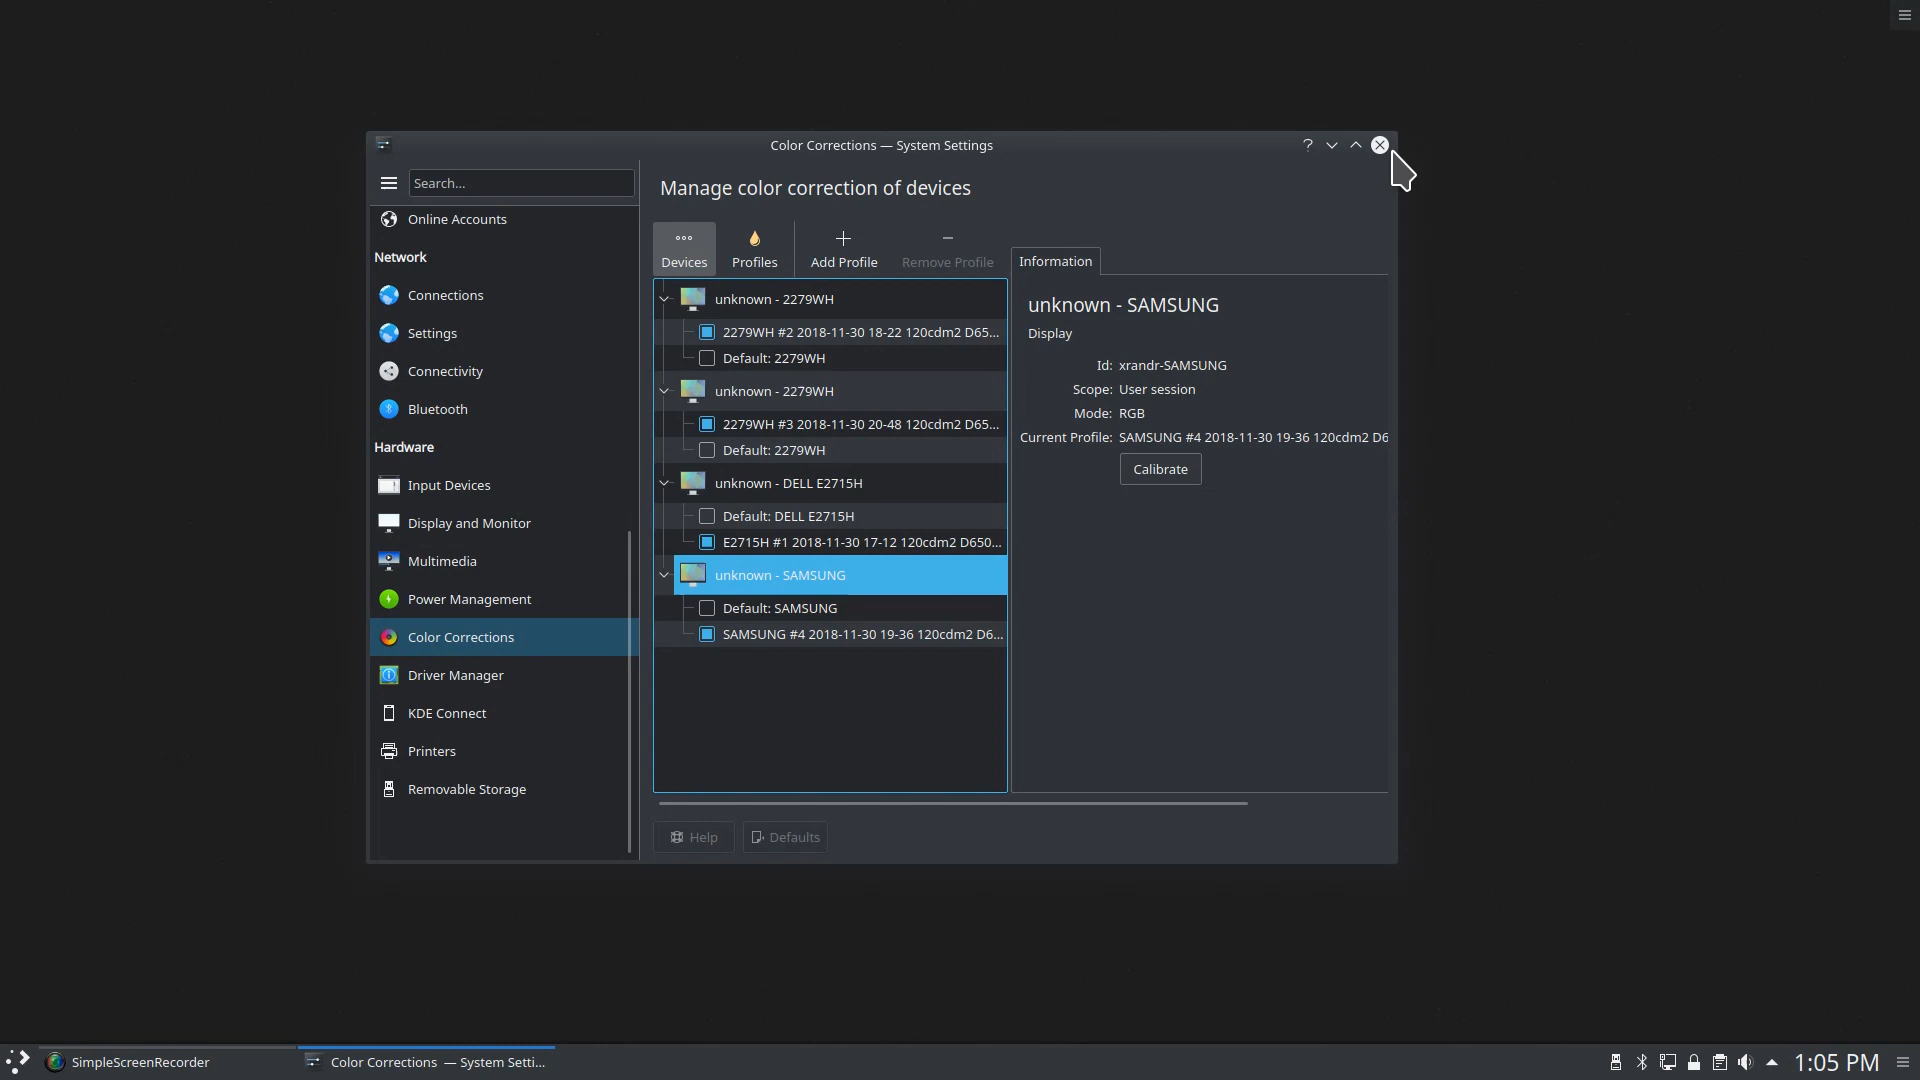 Color Corrections — System Settings
Search...
Manage color correction of devices
Online Accounts
Network
Connections
Settings
Connectivity
Bluetooth
Hardware
Input Devices
Display and Monitor
Multimedia
Power Management
Color Corrections
Driver Manager
KDE Connect
Printers
Removable Storage
Devices
Profiles
Add Profile
Remove Profile
unknown - 2279WH
2279WH #2 2018-11-30 18-22 120cdm2 D65...
Default: 2279WH
unknown - 2279WH
2279WH #3 2018-11-30 20-48 120cdm2 D65...
Default: 2279WH
unknown - DELL E2715H
Default: DELL E2715H
E2715H #1 2018-11-30 17-12 120cdm2 D650...
unknown - SAMSUNG
Default: SAMSUNG
SAMSUNG #4 2018-11-30 19-36 120cdm2 D6...
Information
unknown - SAMSUNG
Display
Id: xrandr-SAMSUNG
Scope: User session
Mode: RGB
Current Profile: SAMSUNG #4 2018-11-30 19-36 120cdm2 D6
Calibrate
Help
Defaults
SimpleScreenRecorder
Color Corrections — System Setti...
1:05 PM